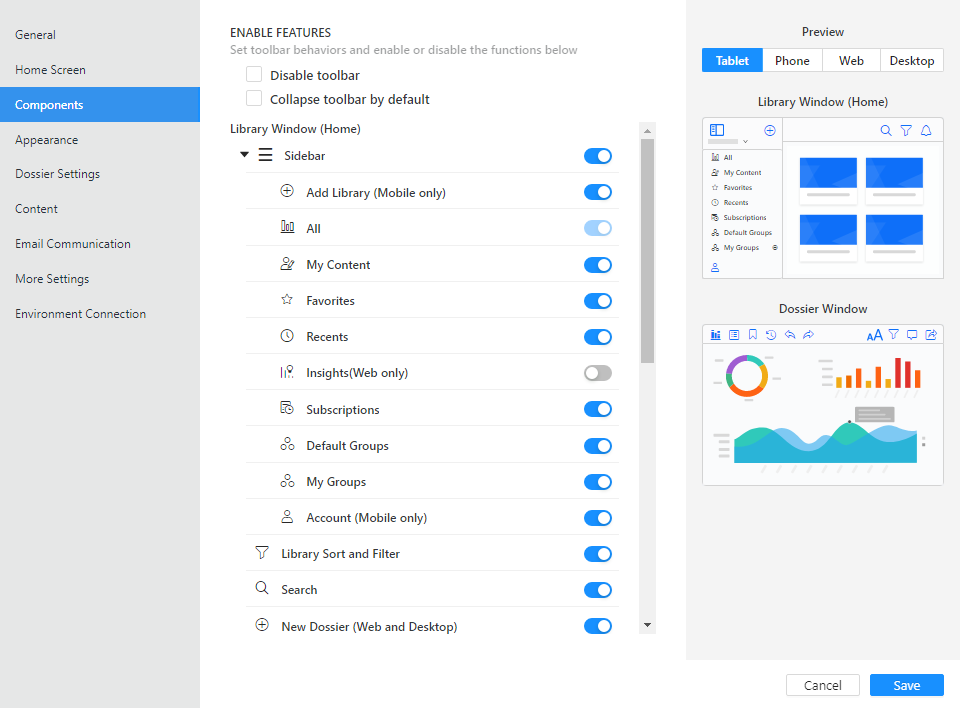 General
Home Screen
Components
Appearance
Dossier Settings
Content
Email Communication
More Settings
Environment Connection
ENABLE FEATURES
Set toolbar behaviors and enable or disable the functions below
Disable toolbar
Collapse toolbar by default
Library Window (Home)
Sidebar
Add Library (Mobile only)
All
My Content
Favorites
Recents
Insights(Web only)
Subscriptions
Default Groups
My Groups
Account (Mobile only)
Library Sort and Filter
Search
New Dossier (Web and Desktop)
Preview
Tablet Phone Web Desktop
Library Window (Home)
All
My Content
Favorites
Recents
Subscriptions
Default Groups
My Groups
Dossier Window
AA
Cancel Save